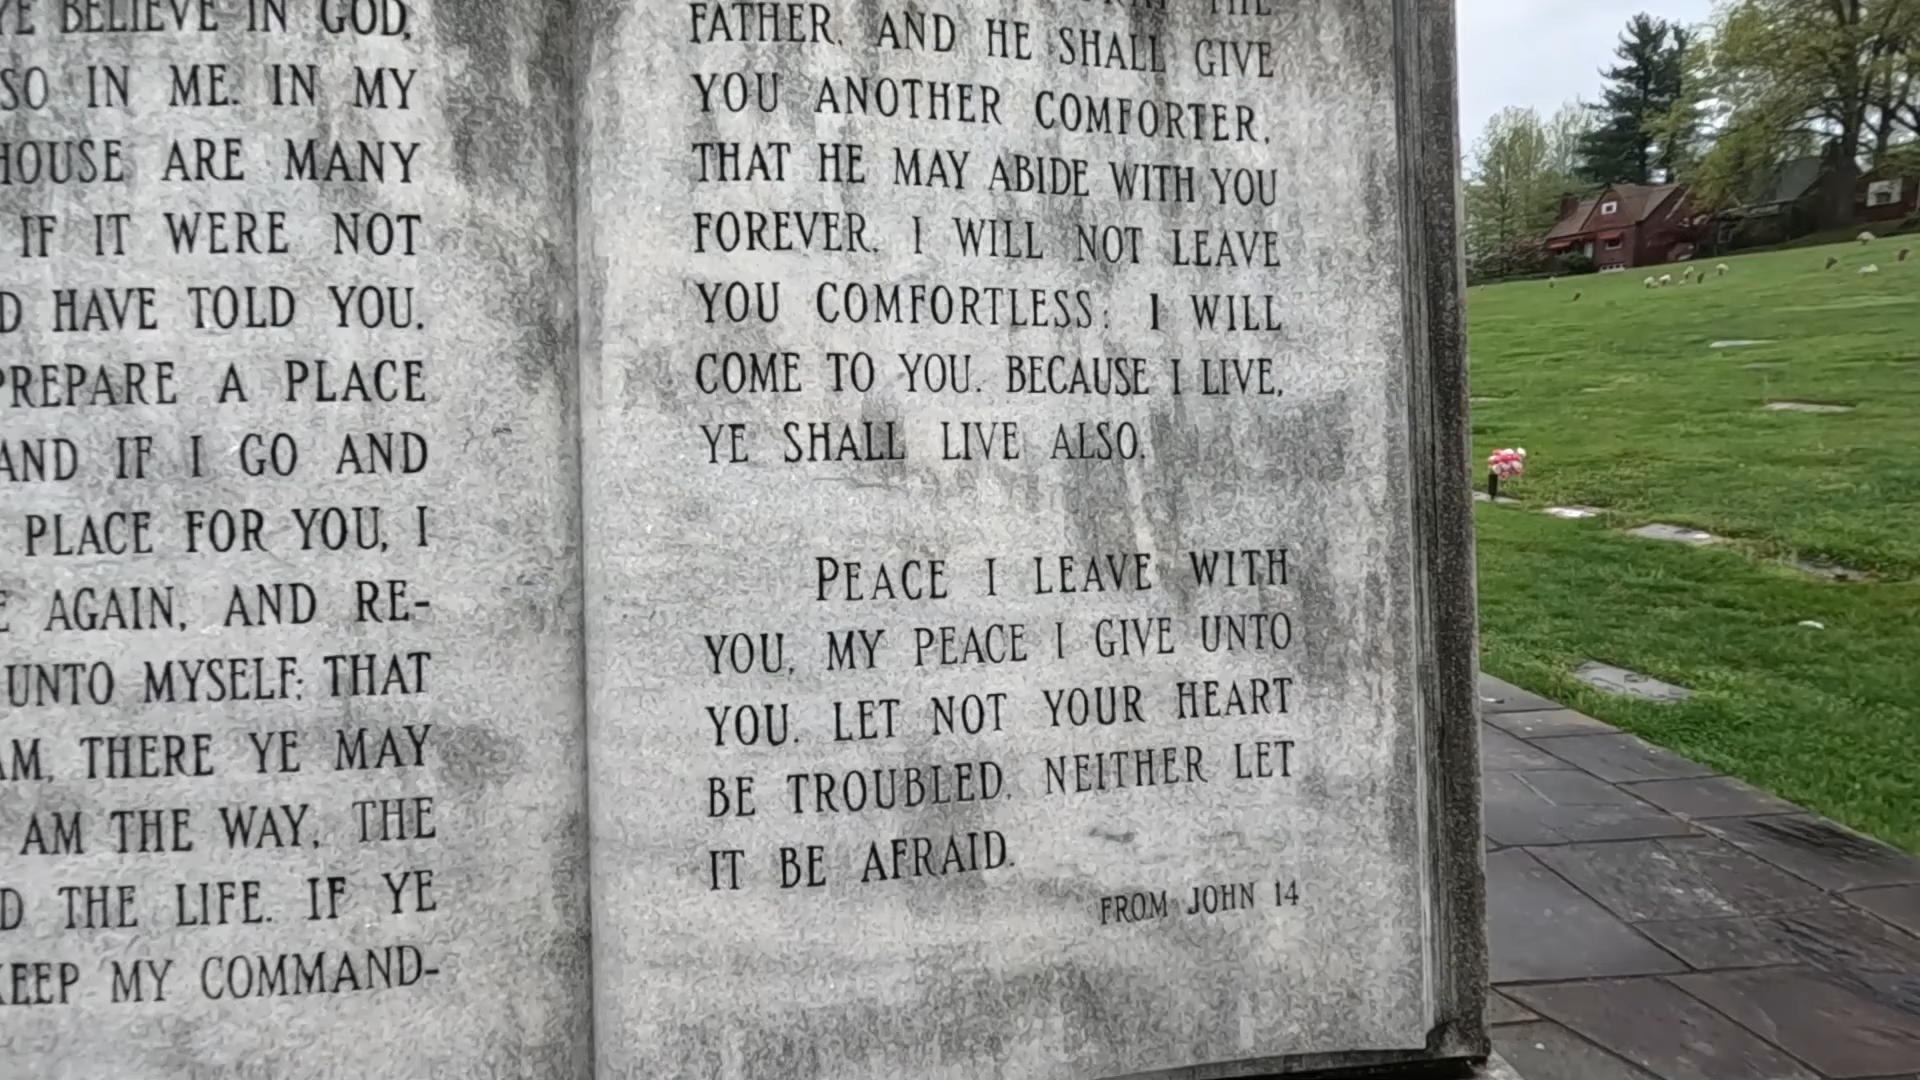 YE BELIEVE IN GOD,
SO IN ME. IN MY
HOUSE ARE MANY
IF IT WERE NOT
D HAVE TOLD YOU.
PREPARE A PLACE
AND IF I GO AND
PLACE FOR YOU, I
E AGAIN, AND RE-
UNTO MYSELF; THAT
AM, THERE YE MAY
AM THE WAY, THE
D THE LIFE. IF YE
KEEP MY COMMAND-
THE
FATHER, AND HE SHALL GIVE
YOU ANOTHER COMFORTER,
THAT HE MAY ABIDE WITH YOU
FOREVER. I WILL NOT LEAVE
YOU COMFORTLESS: I WILL
COME TO YOU. BECAUSE I LIVE,
YE SHALL LIVE ALSO.
PEACE I LEAVE WITH
YOU, MY PEACE I GIVE UNTO
YOU. LET NOT YOUR HEART
BE TROUBLED, NEITHER LET
IT BE AFRAID.
FROM JOHN 14